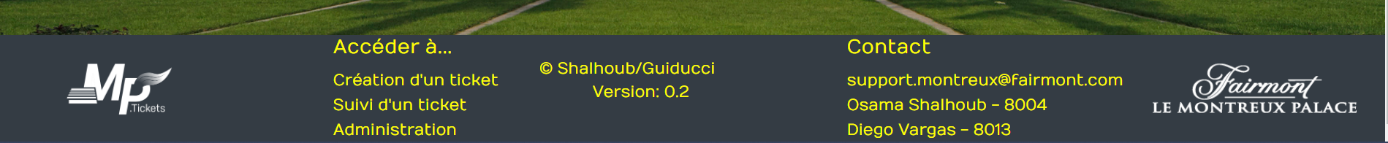 Mp
.Tickets
Accéder à...
Création d'un ticket
Suivi d'un ticket
Administration
© Shalhoub/Guiducci
Version: 0.2
Contact
support.montreux@fairmont.com
Osama Shalhoub - 8004
Diego Vargas - 8013
Fairmont
LE MONTREUX PALACE